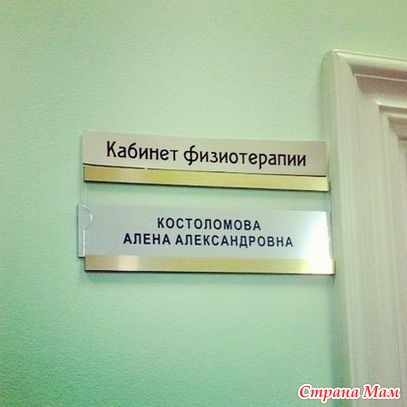 Кабинет физиотерапии
КОСТОЛОМОВА
АЛЕНА АЛЕКСАНДРОВНА
Страна Мам